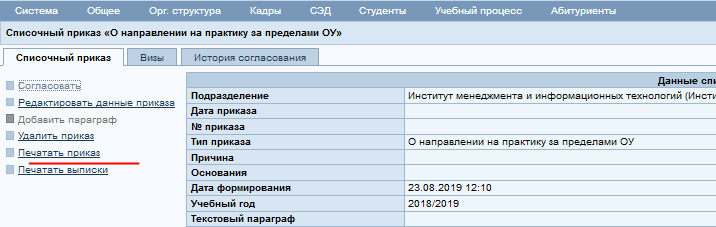 Система Общее Орг. структура Кадры СЭД Студенты Учебный процесс Абитуриенты
Списочный приказ «О направлении на практику за пределами ОУ»
Списочный приказ Визы История согласования
Согласовать
Редактировать данные приказа
Добавить параграф
Удалить приказ
Печатать приказ
Печатать выписки
Данные спи
Подразделение Институт менеджмента и информационных технологий (Инсти
Дата приказа
№ приказа
Тип приказа О направлении на практику за пределами ОУ
Причина
Основания
Дата формирования 23.08.2019 12:10
Учебный год 2018/2019
Текстовый параграф